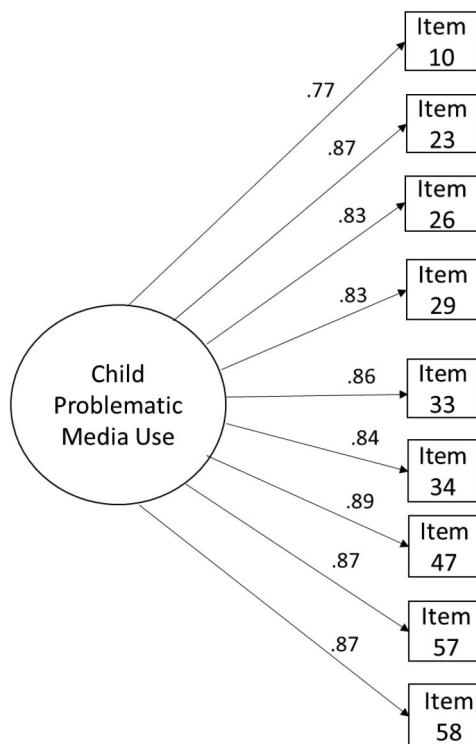 Item
10
.77
Item
23
.87
Item
26
.83
Item
29
.83
Child
Problematic
Media Use
Item
33
.86
Item
34
.84
Item
47
.89
Item
57
.87
Item
58
.87